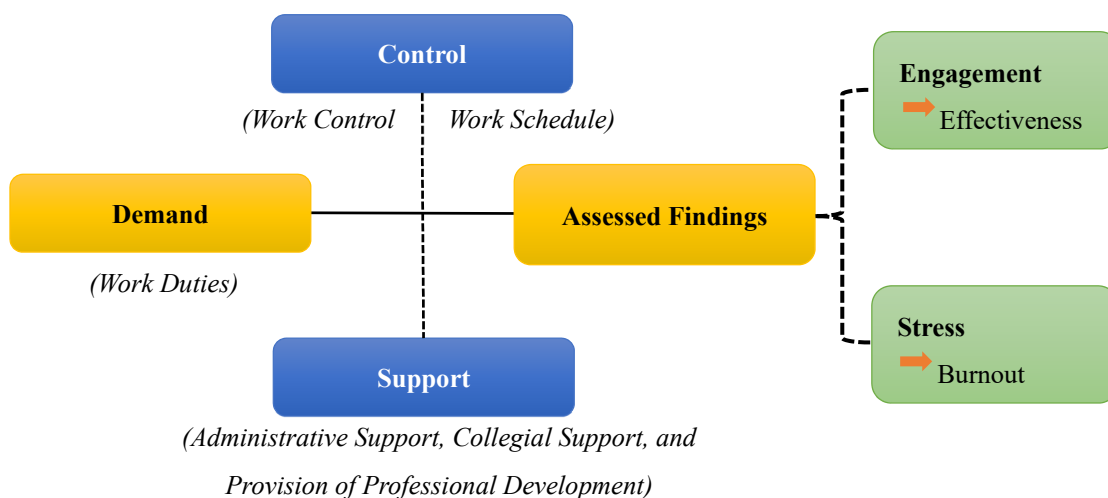 Control
(Work Control Work Schedule)
Demand
(Work Duties)
Assessed Findings
Support
(Administrative Support, Collegial Support, and
Provision of Professional Development)
Engagement
Effectiveness
Stress
Burnout